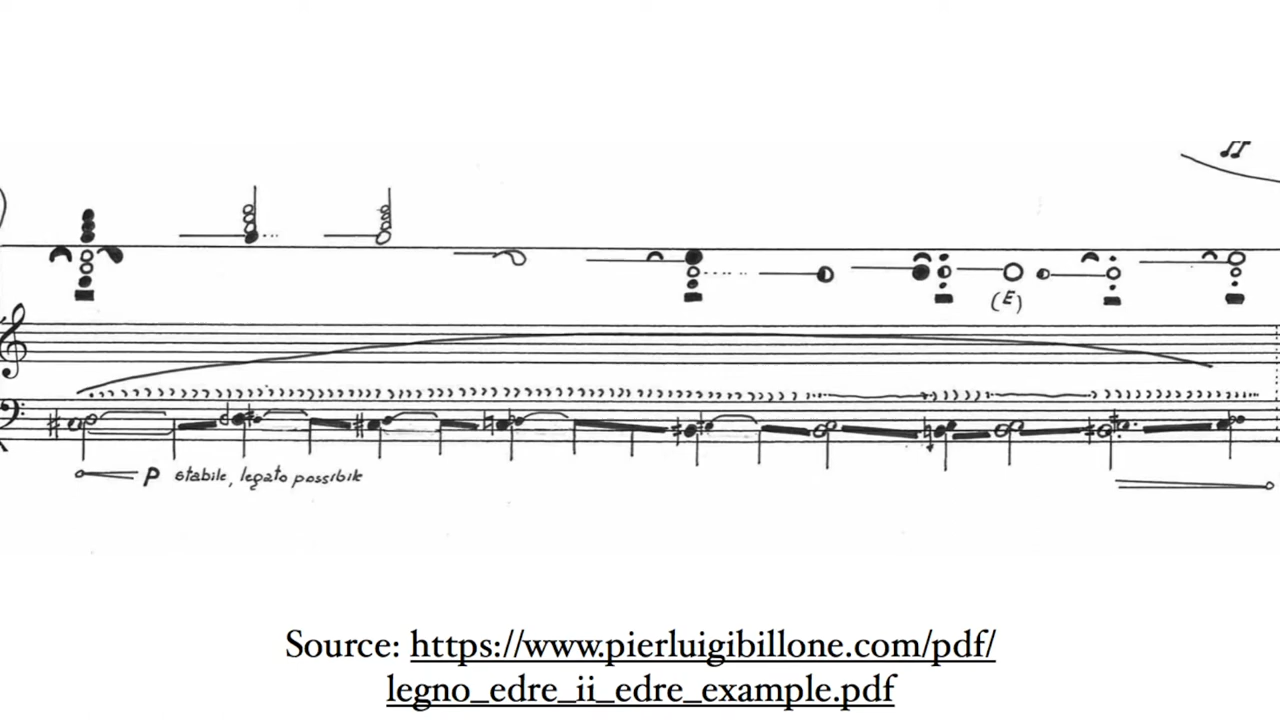 (E)
P stabile, legato possibile
Source: https://www.pierluigibillone.com/pdf/
legno_edre_ii_edre_example.pdf